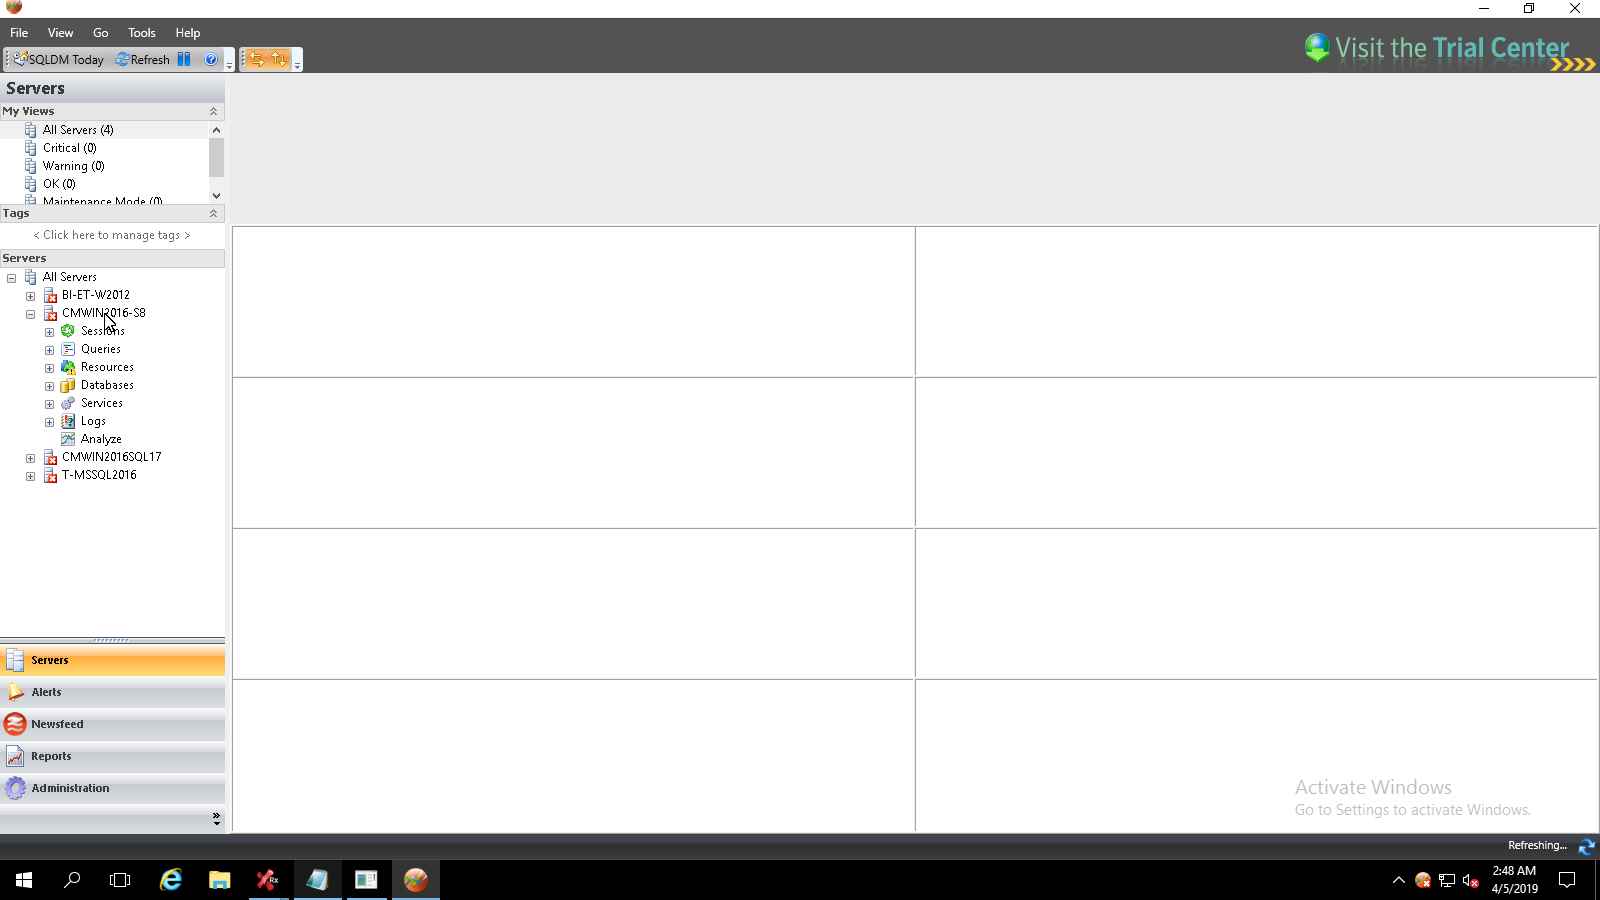 File View Go Tools Help
SQLDM Today Refresh
Visit the Trial Center
Servers
My Views
All Servers (4)
Critical (0)
Warning (0)
OK (0)
Maintenance Mode (0)
Tags
< Click here to manage tags >
Servers
All Servers
BI-ET-W2012
CMWIN2016-S8
Sessions
Queries
Resources
Databases
Services
Logs
Analyze
CMWIN2016SQL17
T-MSSQL2016
Servers
Alerts
Newsfeed
Reports
Administration
Activate Windows
Go to Settings to activate Windows.
Refreshing...
Rx
2:48 AM
4/5/2019